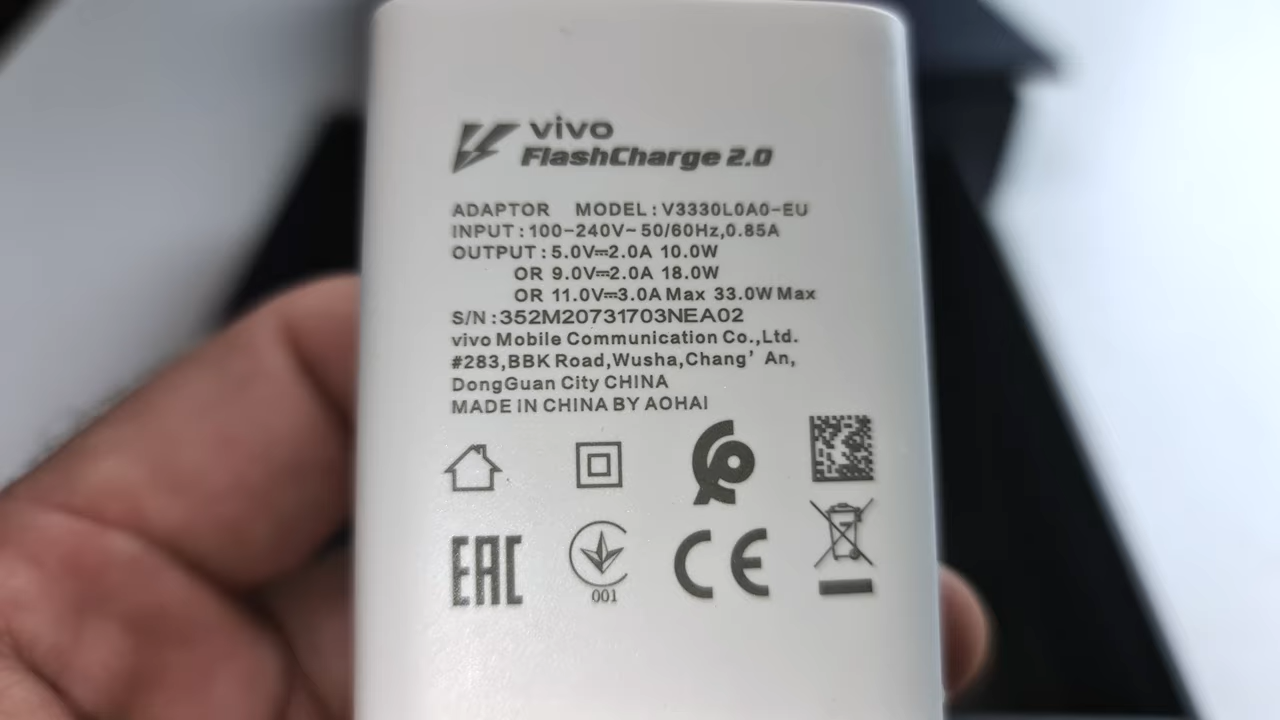 vivo
FlashCharge 2.0
ADAPTOR MODEL : V3330L0A0-EU
INPUT : 100-240V~50/60Hz,0.85A
OUTPUT : 5.0V⎓2.0A 10.0W
OR 9.0V⎓2.0A 18.0W
OR 11.0V⎓3.0A Max 33.0W Max
S/N : 352M20731703NEA02
vivo Mobile Communication Co.,Ltd.
#283,BBK Road,Wusha,Chang' An,
DongGuan City CHINA
MADE IN CHINA BY AOHAI
EAC
001
CE